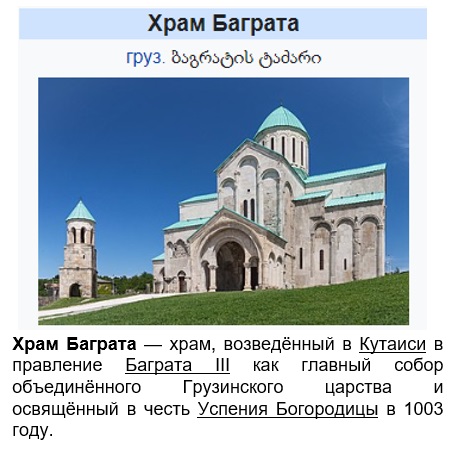 Храм Баграта
груз. ბაგრატის ტაძარი
Храм Баграта — храм, возведённый в Кутаиси в
правление Баграта III как главный собор
объединённого Грузинского царства и
освящённый в честь Успения Богородицы в 1003
году.